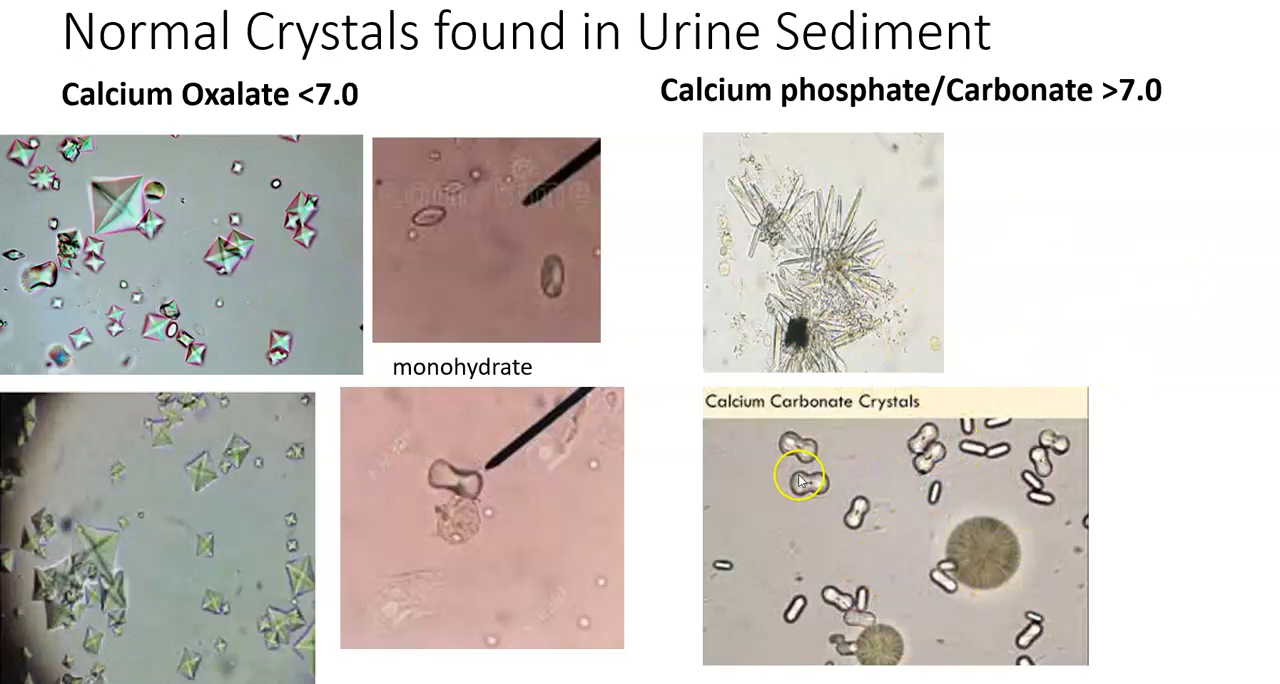 Normal Crystals found in Urine Sediment
Calcium Oxalate <7.0
Calcium phosphate/Carbonate >7.0
monohydrate
Calcium Carbonate Crystals